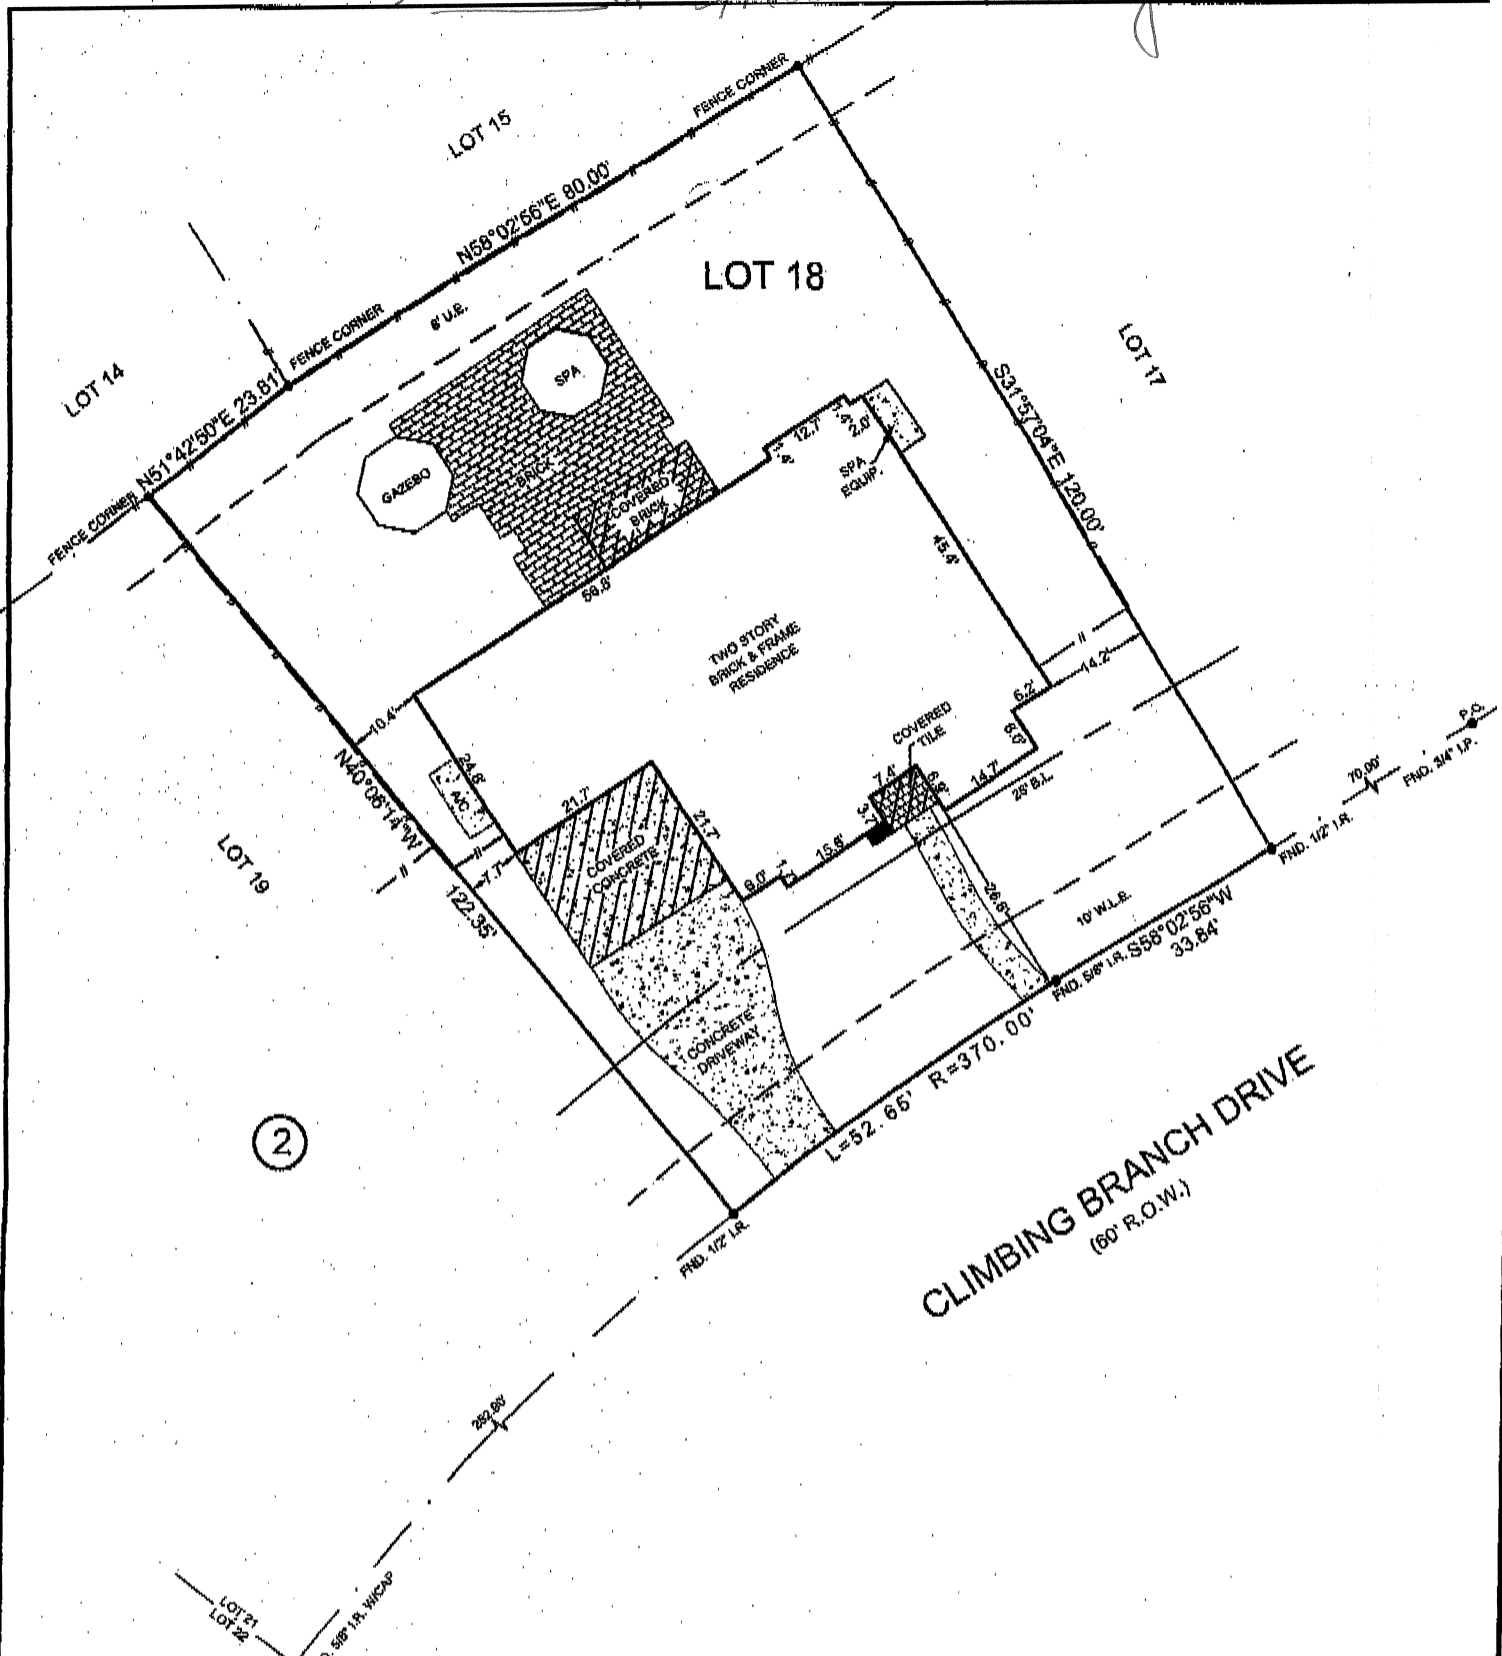 FENCE CORNER
LOT 15
N58°02'56"E 80.00'
LOT 18
8' U.E.
FENCE CORNER
LOT 14
N51°42'50"E 23.81'
FENCE CORNER
SPA
GAZEBO
BRICK
COVERED
BRICK
12.7'
2.0'
SPA
EQUIP.
LOT 17
S31°57'04"E 120.00'
45.4'
56.8'
TWO STORY
BRICK & FRAME
RESIDENCE
14.2'
6.2'
8.0'
COVERED
TILE
7.4'
14.7'
25' B.L.
10.4'
24.8'
A/C
N40°06'14"W
122.35'
7.7'
21.7'
21.7'
COVERED
CONCRETE
15.8'
3.7'
26.6'
LOT 19
P.C.
FND. 3/4" I.P.
70.00'
FND. 1/2" I.R.
10' W.L.E.
S58°02'56"W
33.84'
FND. 5/8" I.R.
CONCRETE
DRIVEWAY
L=52.65' R=370.00'
2
CLIMBING BRANCH DRIVE
(60' R.O.W.)
FND. 1/2" I.R.
LOT 21
LOT 22
5/8" I.R. W/CAP